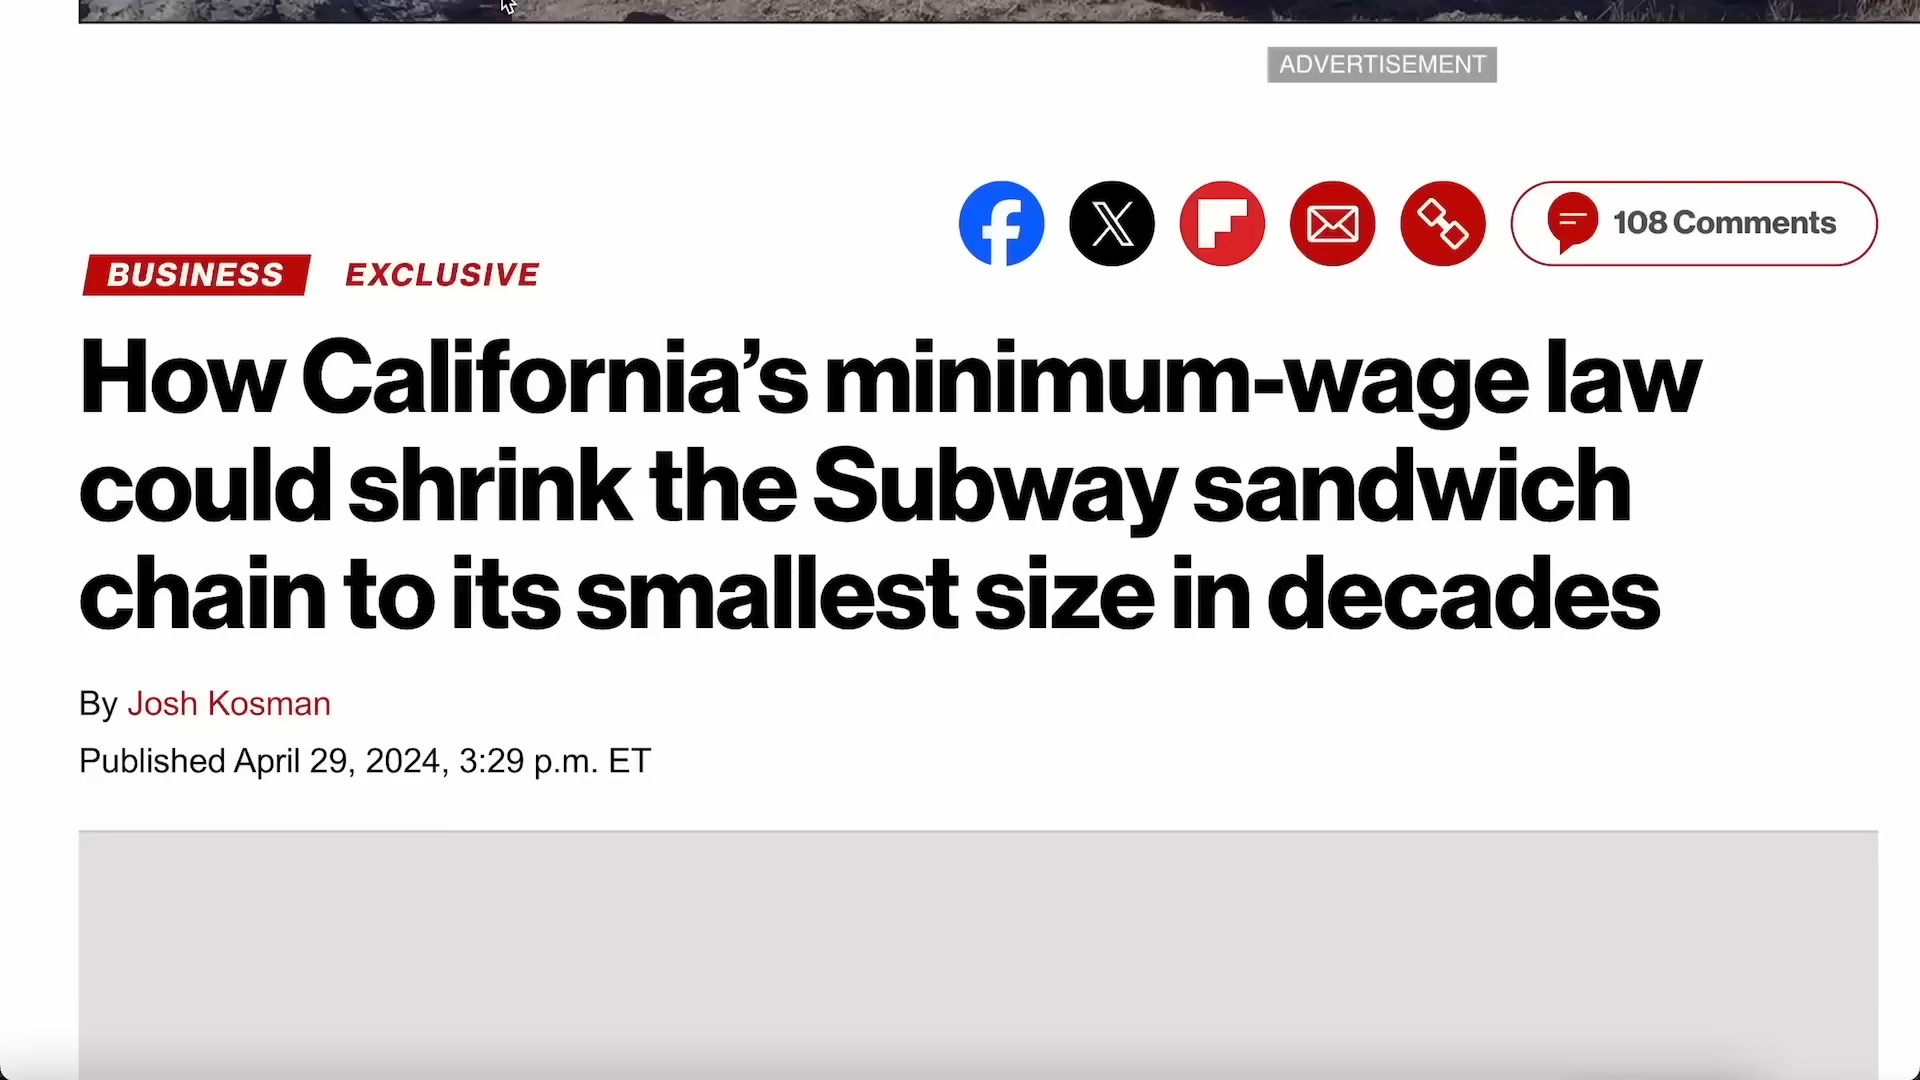 ADVERTISEMENT
108 Comments
BUSINESS EXCLUSIVE
How California’s minimum-wage law
could shrink the Subway sandwich
chain to its smallest size in decades
By Josh Kosman
Published April 29, 2024, 3:29 p.m. ET